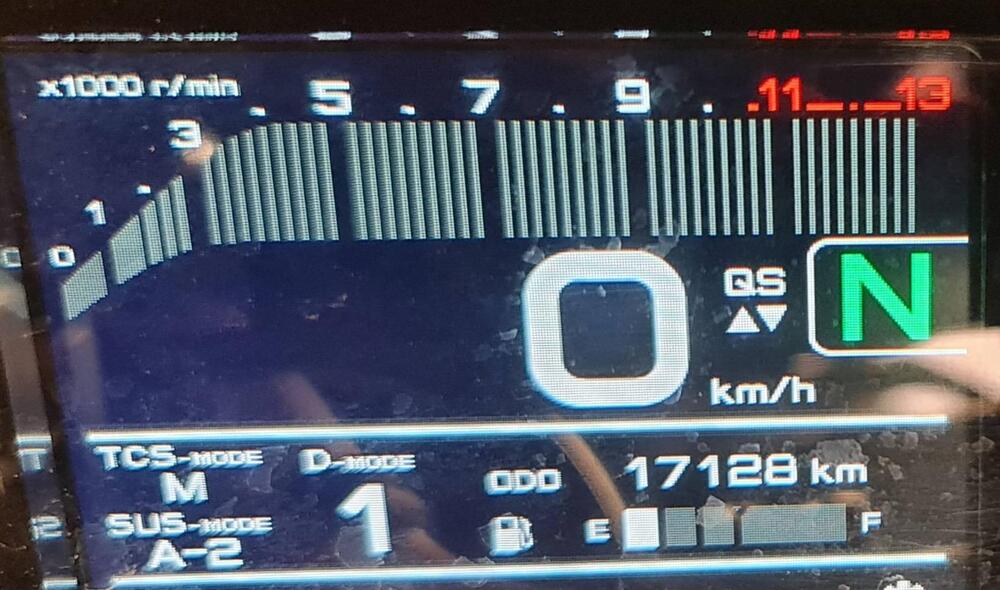 x1000 r/min
0 1 3 5 7 9 11 13
0 km/h
QS ▲▼
N
TCS-MODE D-MODE
M 1
ODO 17128 km
SUS-MODE
A-2
E F